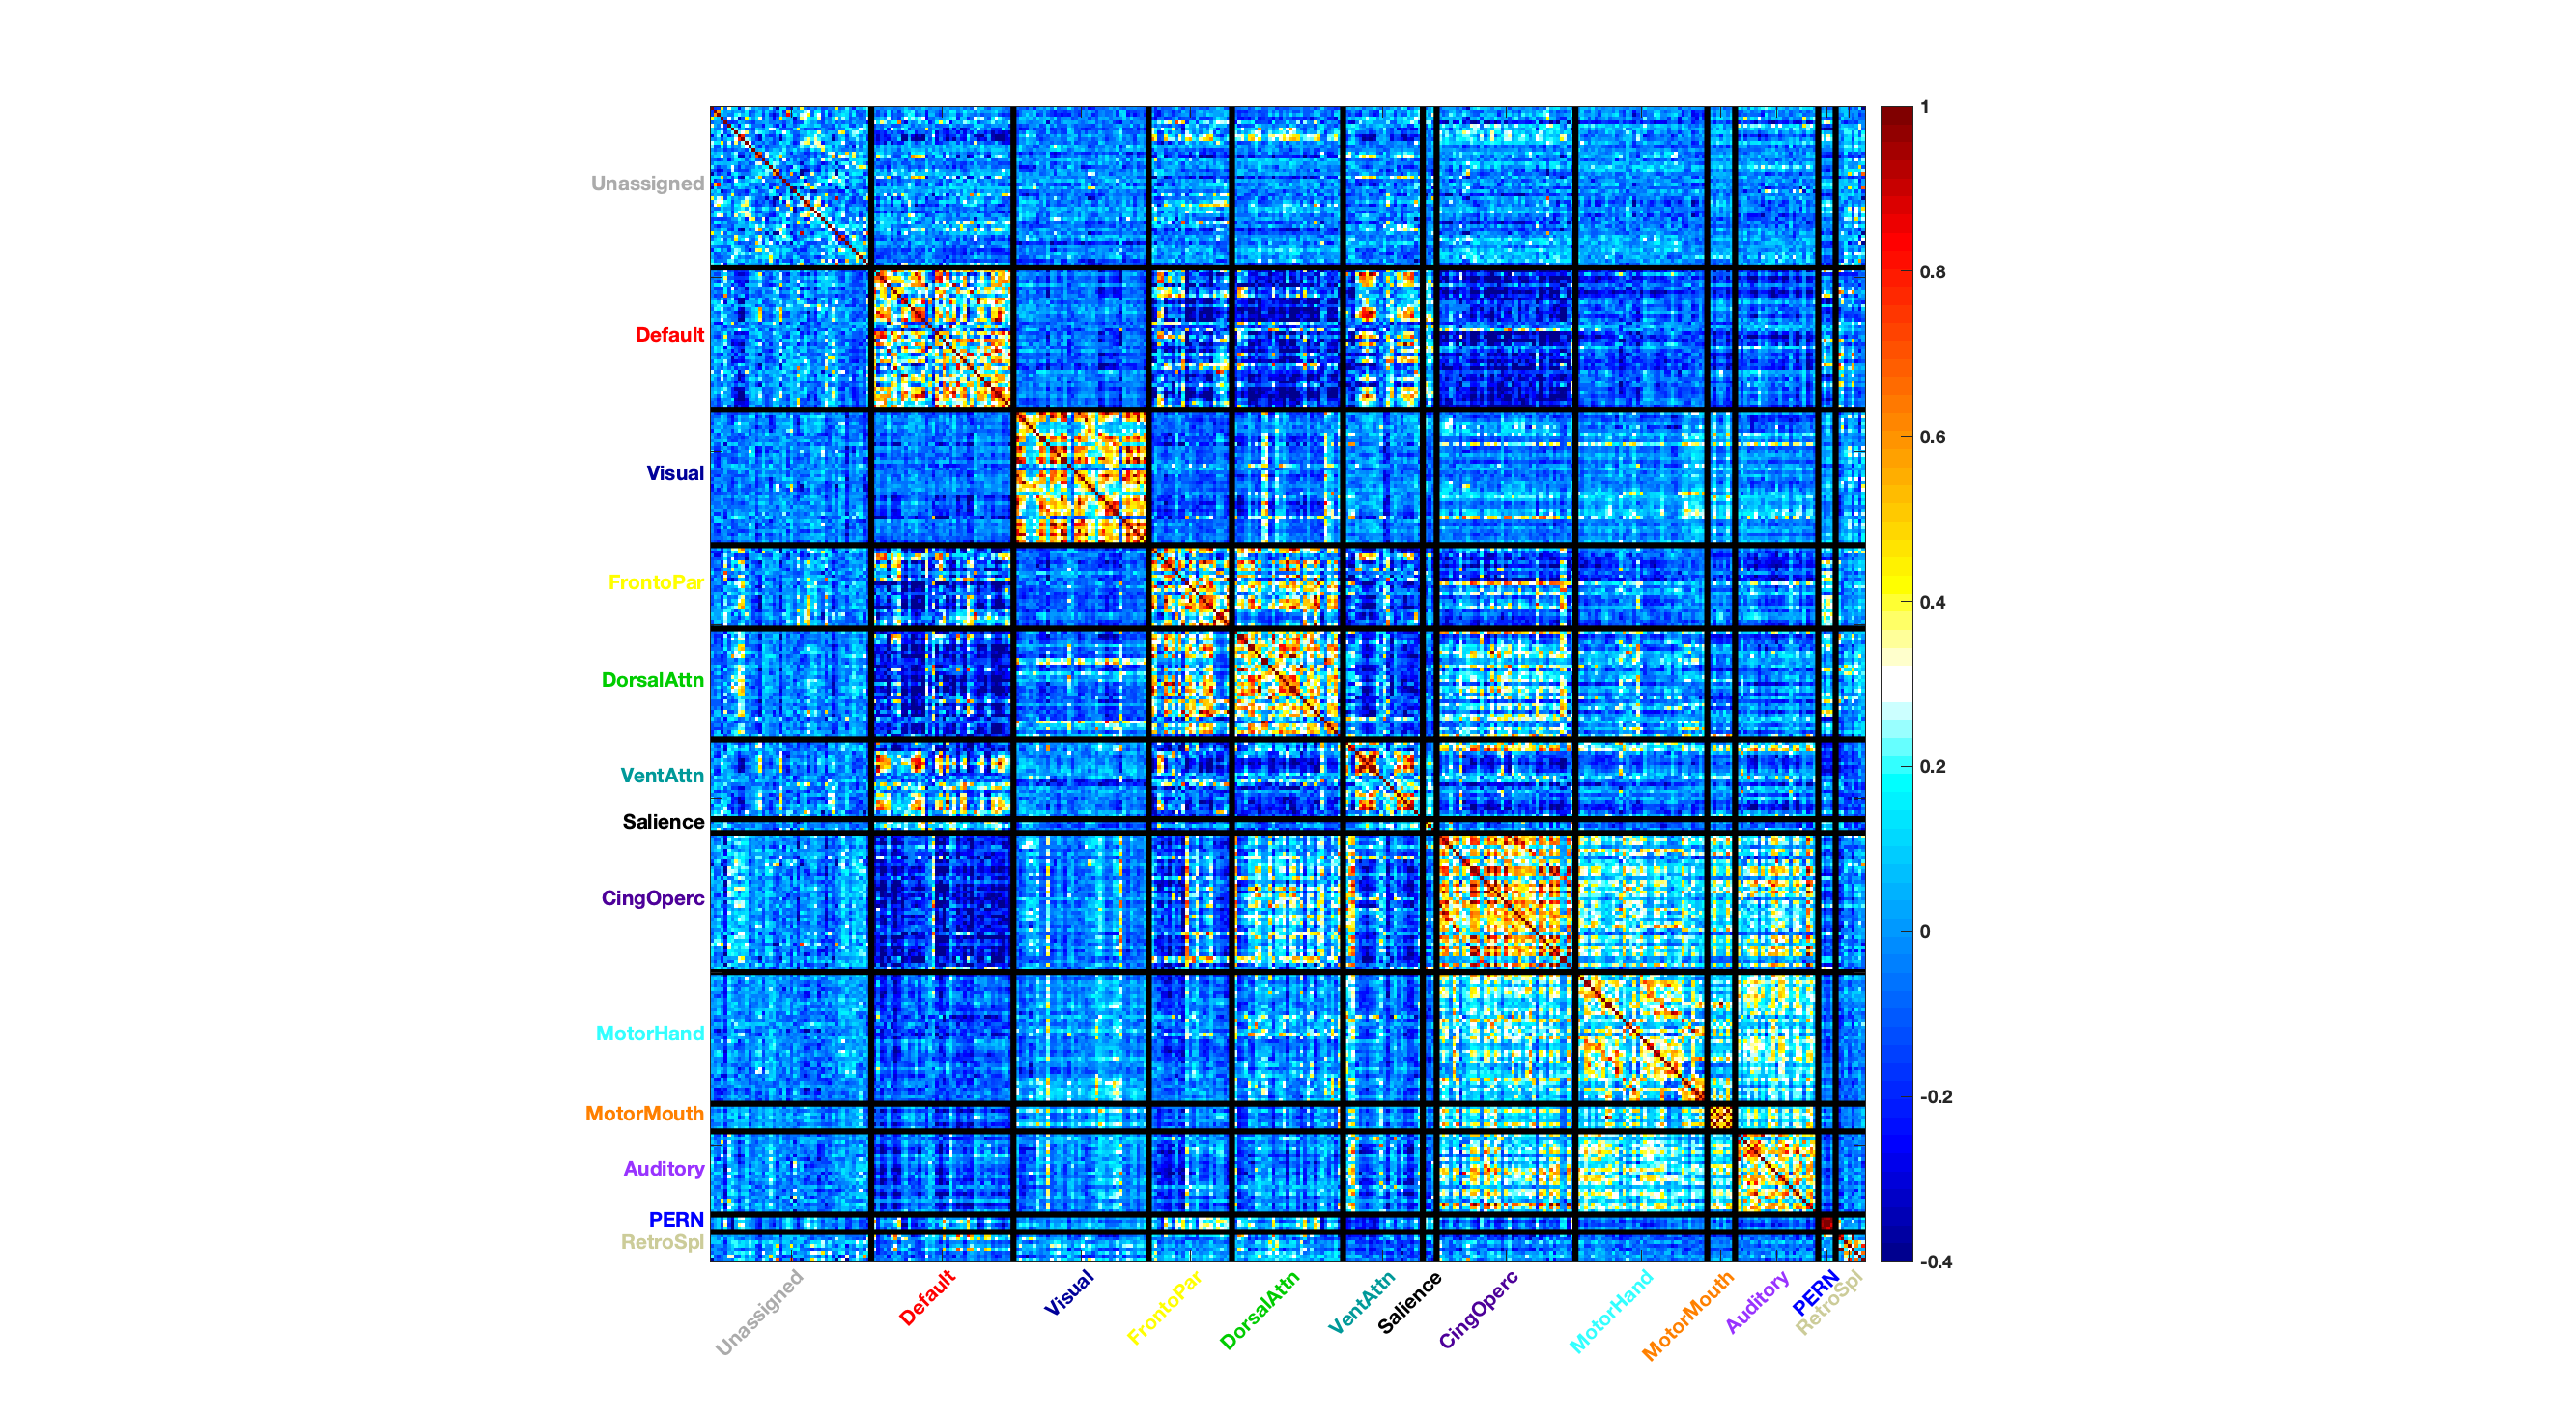 Unassigned
Default
Visual
FrontoPar
DorsalAttn
VentAttn
Salience
CingOperc
MotorHand
MotorMouth
Auditory
PERN
RetroSpl
Unassigned
Default
Visual
FrontoPar
DorsalAttn
VentAttn
Salience
CingOperc
MotorHand
MotorMouth
Auditory
PERN
RetroSpl
1
0.8
0.6
0.4
0.2
0
-0.2
-0.4